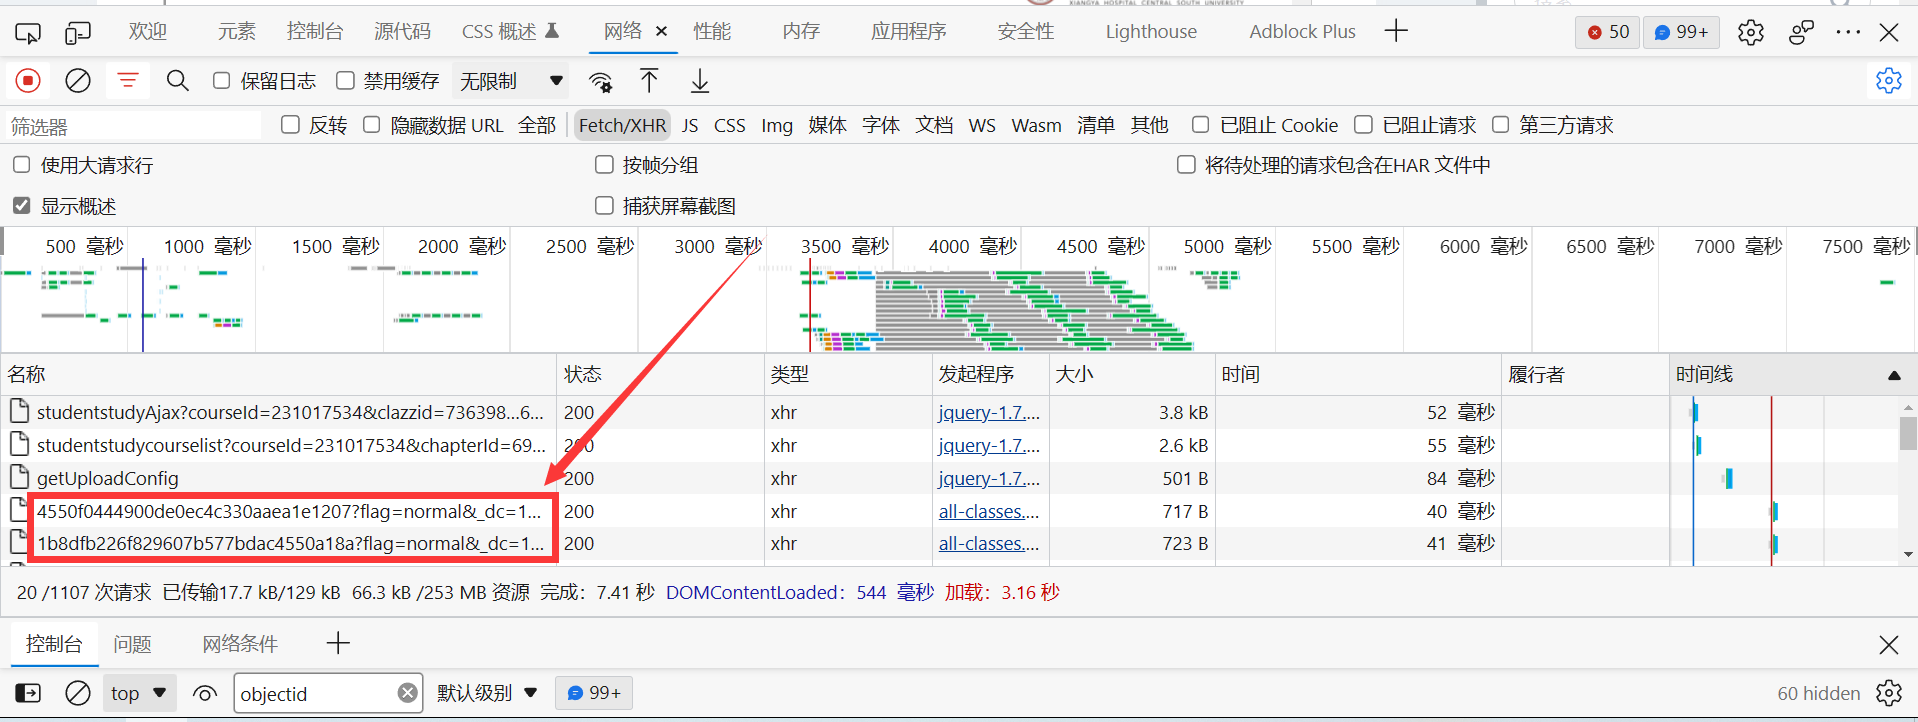 XIANGYA HOSPITAL CENTRAL SOUTH UNIVERSITY
欢迎 元素 控制台 源代码 CSS 概述 网络 性能 内存 应用程序 安全性 Lighthouse Adblock Plus 50 99+
保留日志 禁用缓存 无限制
筛选器 反转 隐藏数据 URL 全部 Fetch/XHR JS CSS Img 媒体 字体 文档 WS Wasm 清单 其他 已阻止 Cookie 已阻止请求 第三方请求
使用大请求行 按帧分组 将待处理的请求包含在HAR 文件中
显示概述 捕获屏幕截图
500 毫秒 1000 毫秒 1500 毫秒 2000 毫秒 2500 毫秒 3000 毫秒 3500 毫秒 4000 毫秒 4500 毫秒 5000 毫秒 5500 毫秒 6000 毫秒 6500 毫秒 7000 毫秒 7500 毫秒
名称 状态 类型 发起程序 大小 时间 履行者 时间线
studentstudyAjax?courseId=231017534&clazzid=736398...6... 200 xhr jquery-1.7.... 3.8 kB 52 毫秒
studentstudycourselist?courseId=231017534&chapterId=69... 200 xhr jquery-1.7.... 2.6 kB 55 毫秒
getUploadConfig 200 xhr jquery-1.7.... 501 B 84 毫秒
4550f0444900de0ec4c330aaea1e1207?flag=normal&_dc=1... 200 xhr all-classes.... 717 B 40 毫秒
1b8dfb226f829607b577bdac4550a18a?flag=normal&_dc=1... 200 xhr all-classes.... 723 B 41 毫秒
20 /1107 次请求 已传输17.7 kB/129 kB 66.3 kB /253 MB 资源 完成：7.41 秒 DOMContentLoaded：544 毫秒 加载：3.16 秒
控制台 问题 网络条件
top objectid 默认级别 99+ 60 hidden